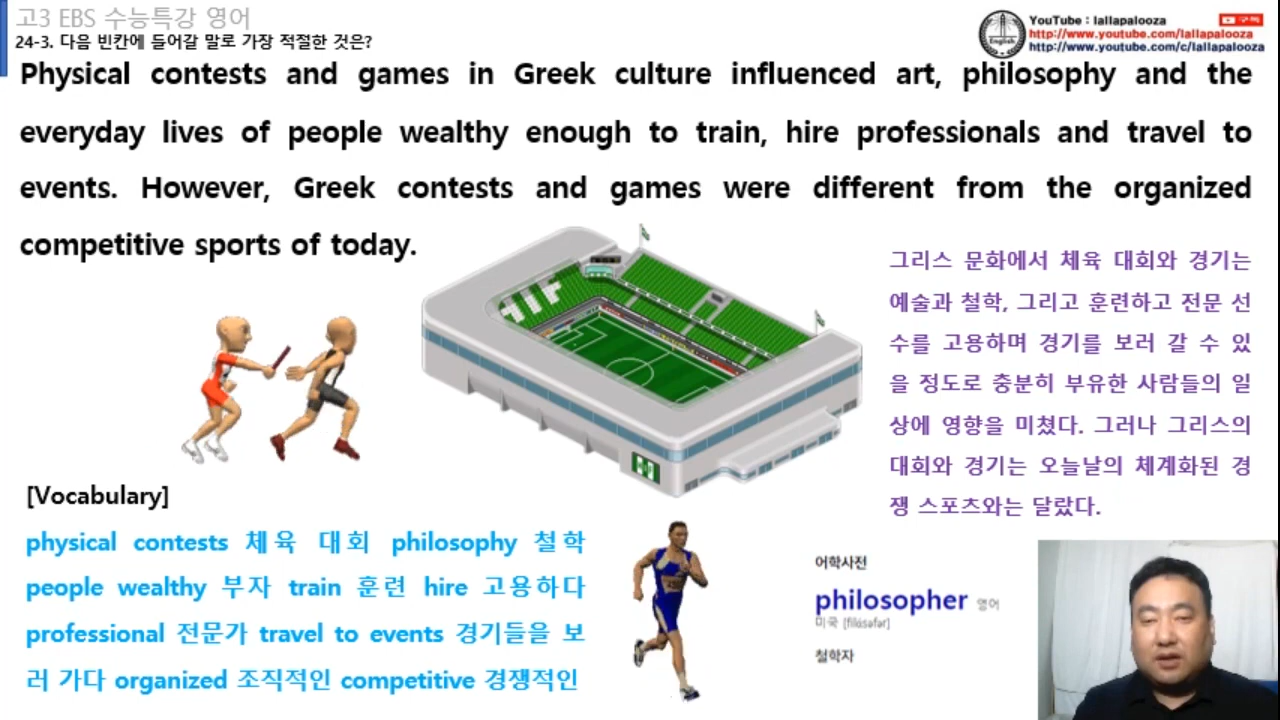 고3 EBS 수능특강 영어
24-3. 다음 빈칸에 들어갈 말로 가장 적절한 것은?
YouTube : lallapalooza
구독
http://www.youtube.com/lallapalooza
http://www.youtube.com/c/lallapalooza
English
Physical contests and games in Greek culture influenced art, philosophy and the
everyday lives of people wealthy enough to train, hire professionals and travel to
events. However, Greek contests and games were different from the organized
competitive sports of today.
그리스 문화에서 체육 대회와 경기는
예술과 철학, 그리고 훈련하고 전문 선
수를 고용하며 경기를 보러 갈 수 있
을 정도로 충분히 부유한 사람들의 일
상에 영향을 미쳤다. 그러나 그리스의
대회와 경기는 오늘날의 체계화된 경
쟁 스포츠와는 달랐다.
[Vocabulary]
physical contests 체육 대회 philosophy 철학
people wealthy 부자 train 훈련 hire 고용하다
professional 전문가 travel to events 경기들을 보
러 가다 organized 조직적인 competitive 경쟁적인
어학사전
philosopher 영어
미국 [filάsəfər]
철학자